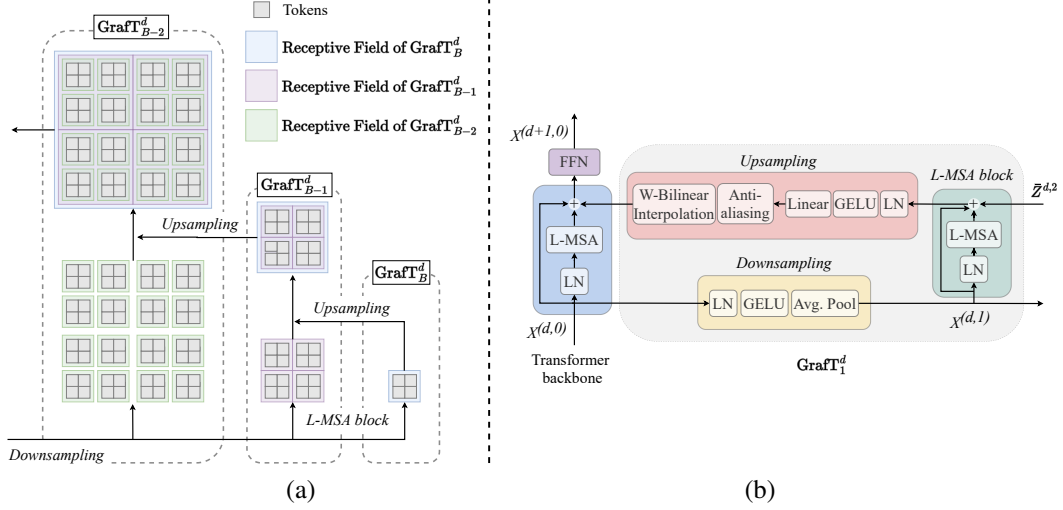 GrafT^d_{B-2}
Tokens
Receptive Field of GrafT^d_B
Receptive Field of GrafT^d_{B-1}
Receptive Field of GrafT^d_{B-2}
GrafT^d_{B-1}
Upsampling
GrafT^d_B
Upsampling
L-MSA block
Downsampling
(a)
X^(d+1,0)
FFN
Upsampling
L-MSA block
W-Bilinear Interpolation
Anti-aliasing
Linear
GELU
LN
Z̄^{d,2}
L-MSA
LN
L-MSA
LN
Downsampling
LN
GELU
Avg. Pool
X^(d,0)
X^(d,1)
Transformer
backbone
GrafT^d_1
(b)